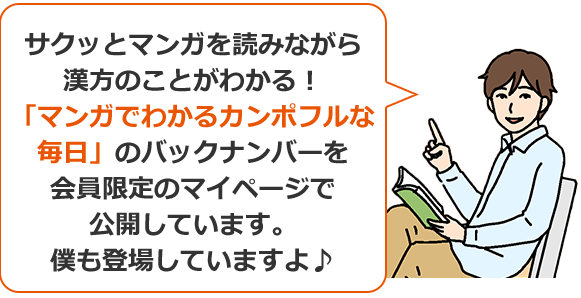 サクッとマンガを読みながら
漢方のことがわかる！
「マンガでわかるカンポフルな
毎日」のバックナンバーを
会員限定のマイページで
公開しています。
僕も登場していますよ♪